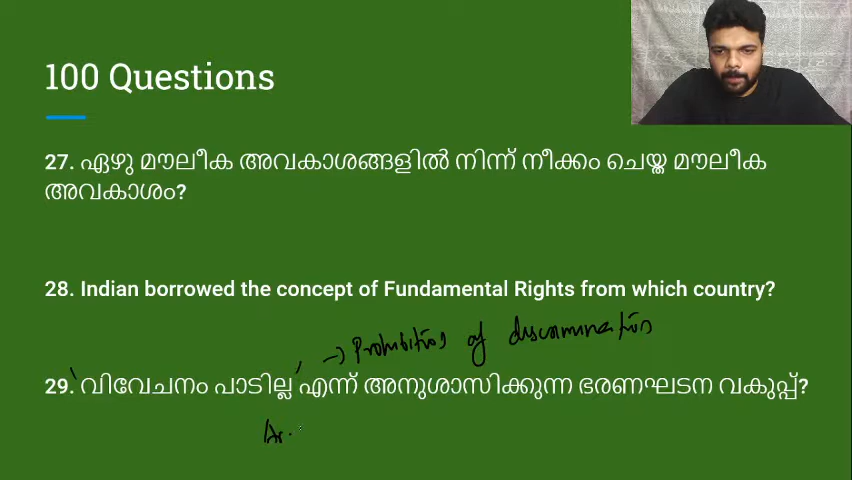 100 Questions
27. ഏഴു മൗലീക അവകാശങ്ങളിൽ നിന്ന് നീക്കം ചെയ്ത മൗലീക
അവകാശം?
28. Indian borrowed the concept of Fundamental Rights from which country?
→ Prohibition of discrimination
29. 'വിവേചനം പാടില്ല' എന്ന് അനുശാസിക്കുന്ന ഭരണഘടന വകുപ്പ്?
Ar.